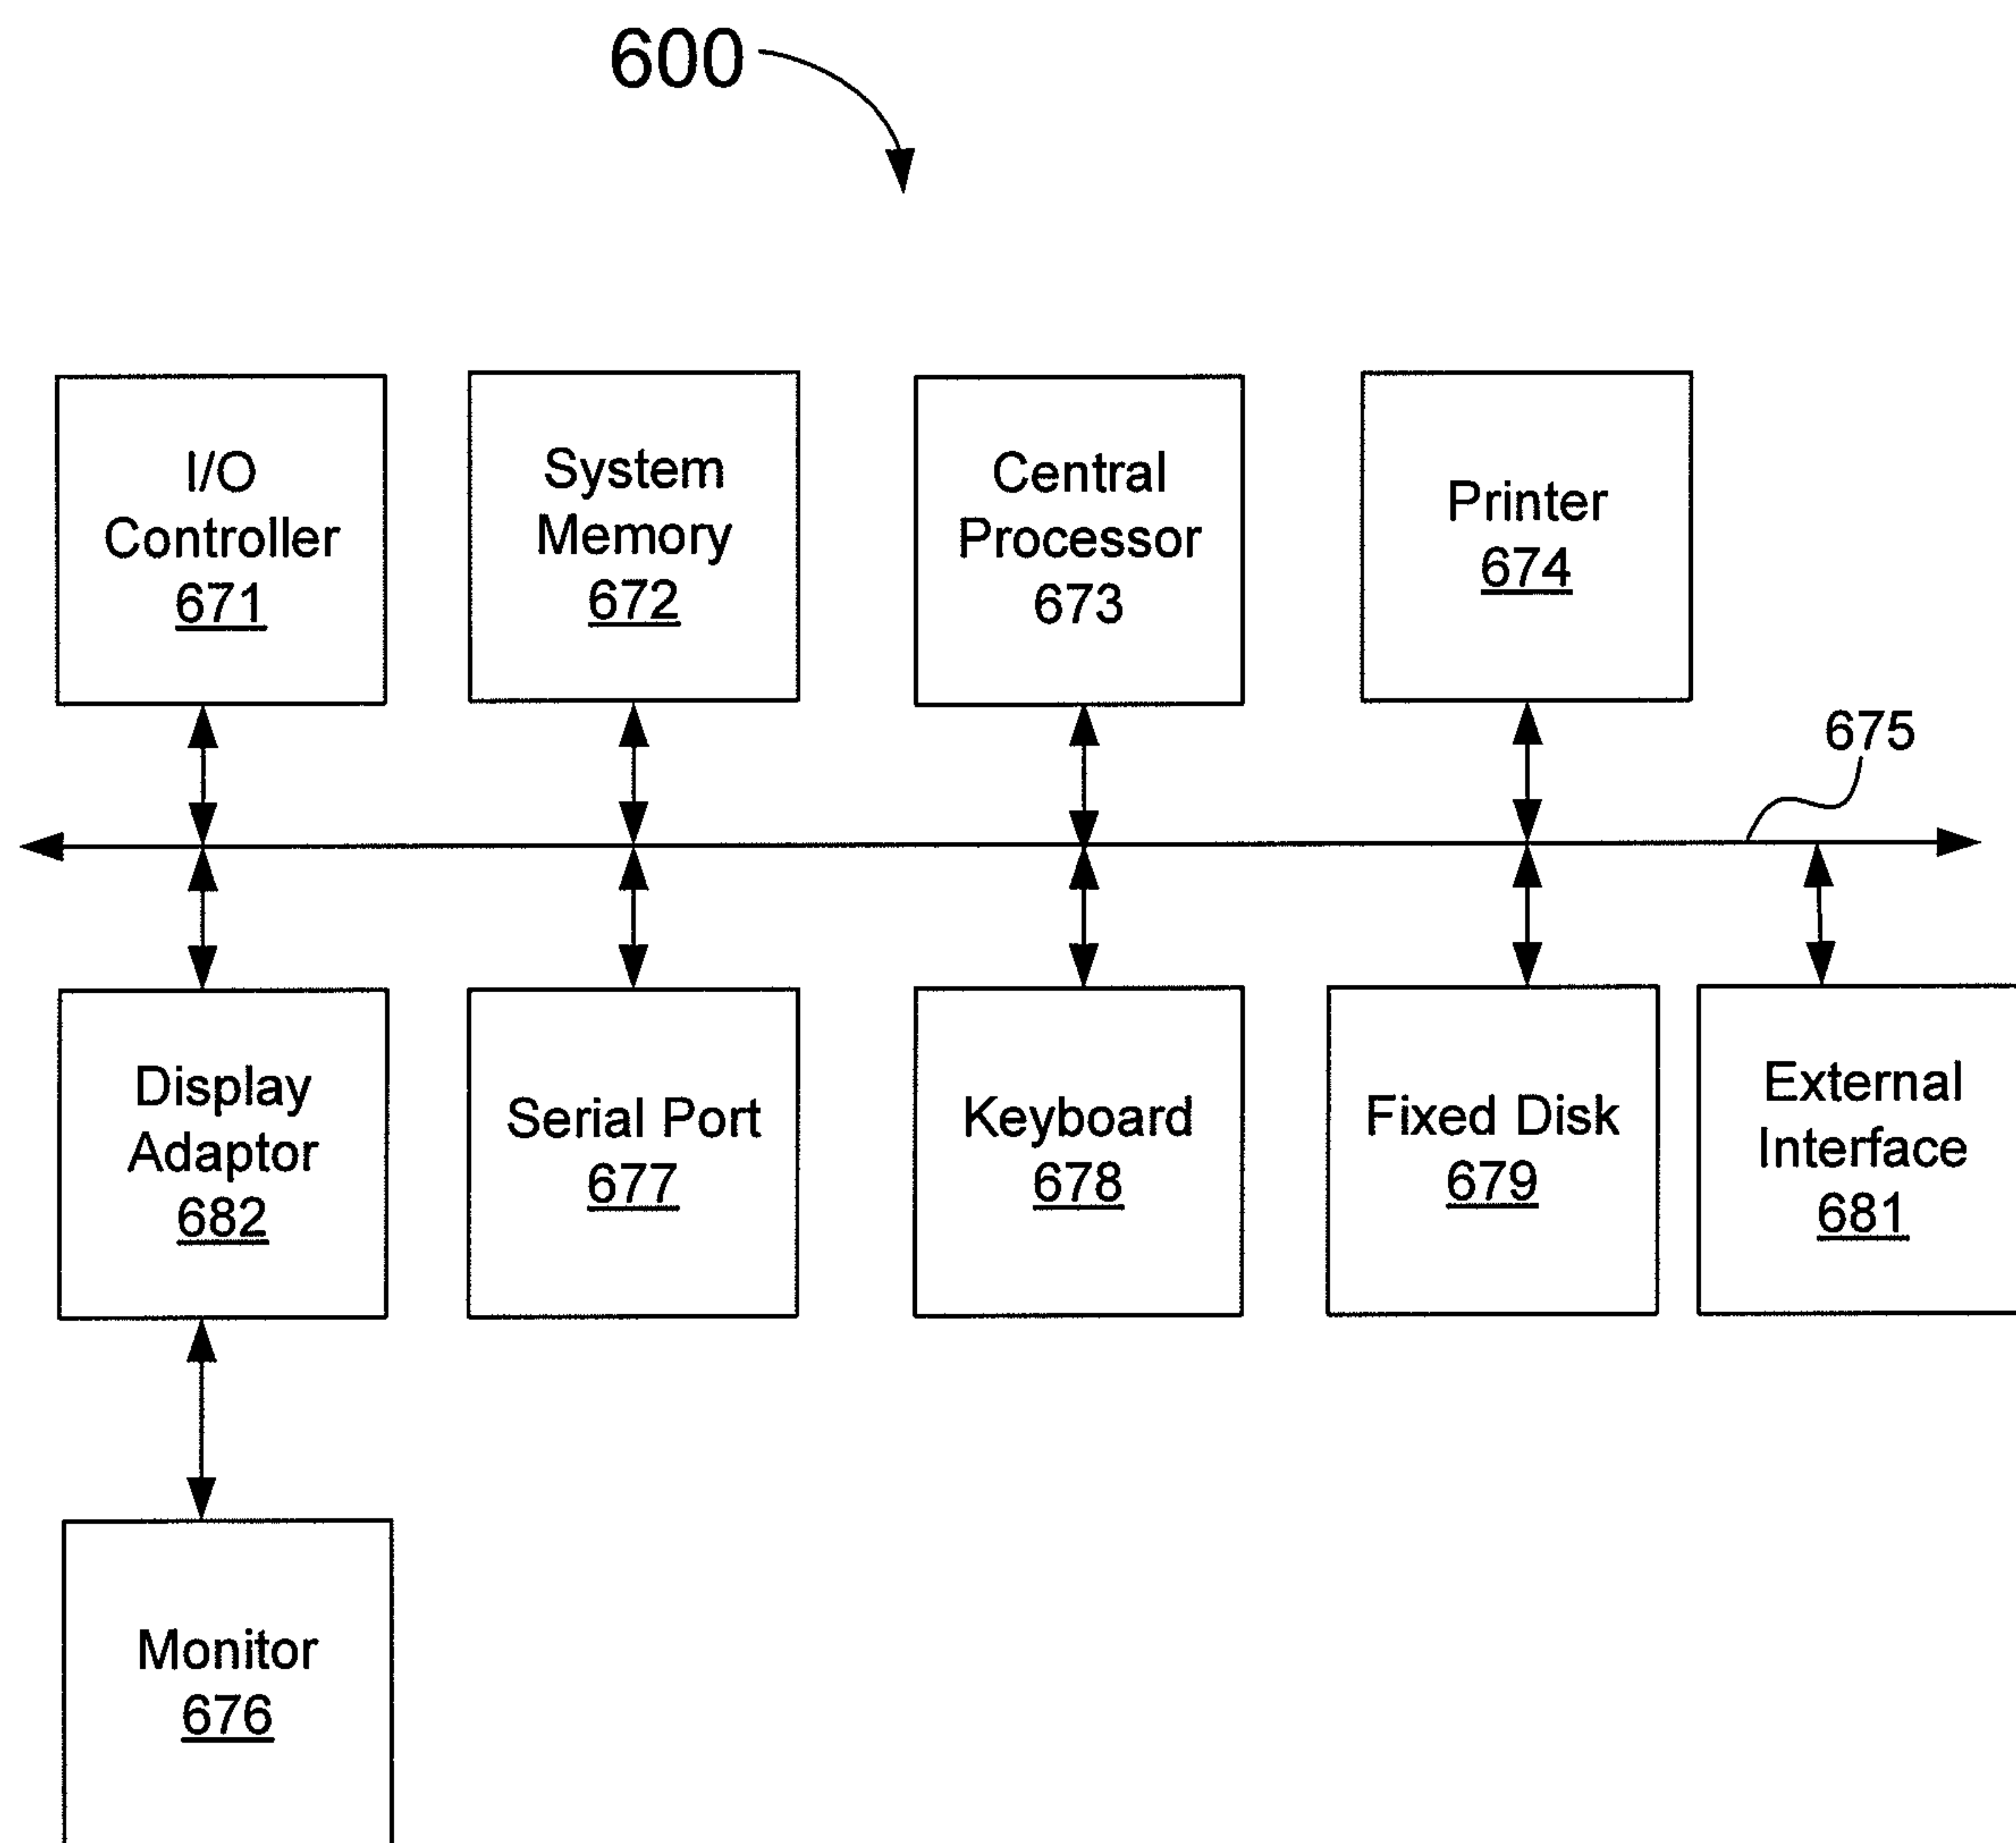 600
I/O
Controller
671
System
Memory
672
Central
Processor
673
Printer
674
675
Display
Adaptor
682
Serial Port
677
Keyboard
678
Fixed Disk
679
External
Interface
681
Monitor
676